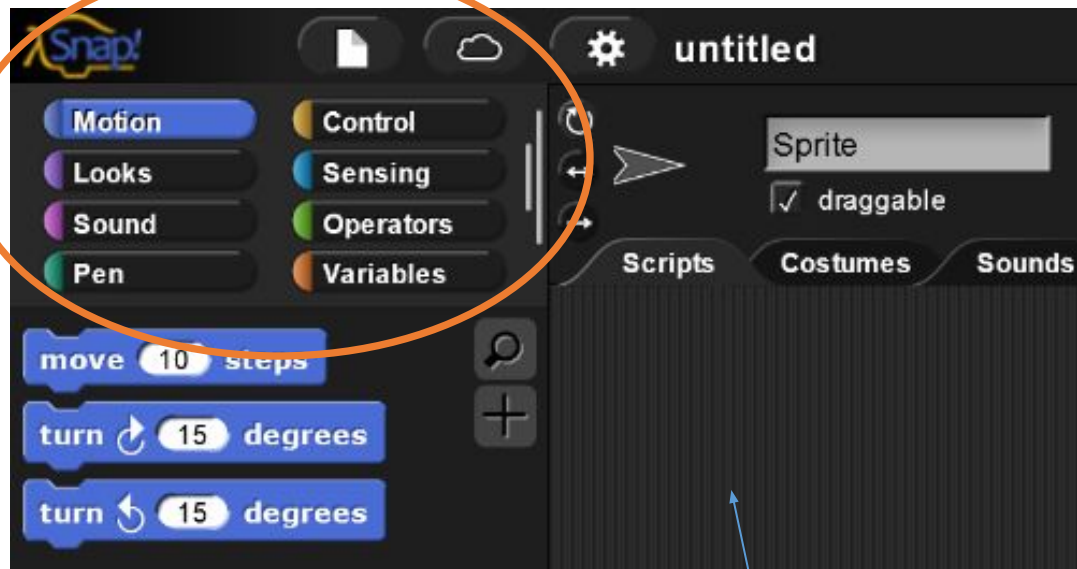 Snap!
untitled
Motion
Control
Looks
Sensing
Sound
Operators
Pen
Variables
Sprite
draggable
Scripts
Costumes
Sounds
move 10 steps
turn 15 degrees
turn 15 degrees